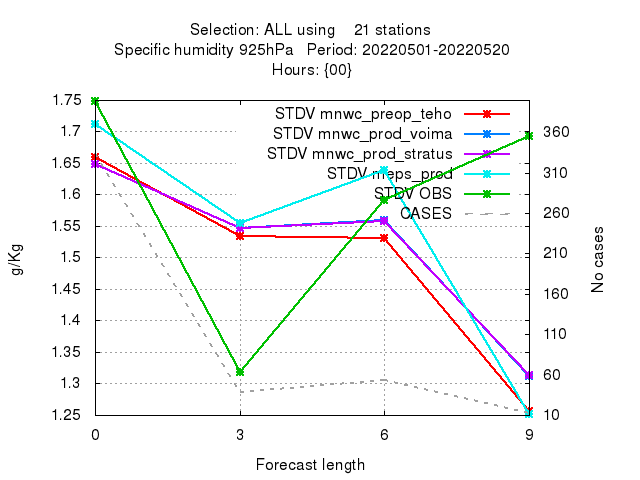 Selection: ALL using    21 stations
Specific humidity 925hPa   Period: 20220501-20220520
Hours: {00}
1.75
1.7
1.65
1.6
1.55
1.5
1.45
1.4
1.35
1.3
1.25
g/Kg
STDV mnwc_preop_teho
STDV mnwc_prod_voima
STDV mnwc_prod_stratus
STDV meps_prod
STDV OBS
CASES
360
310
260
210
160
110
60
10
No cases
0 3 6 9
Forecast length